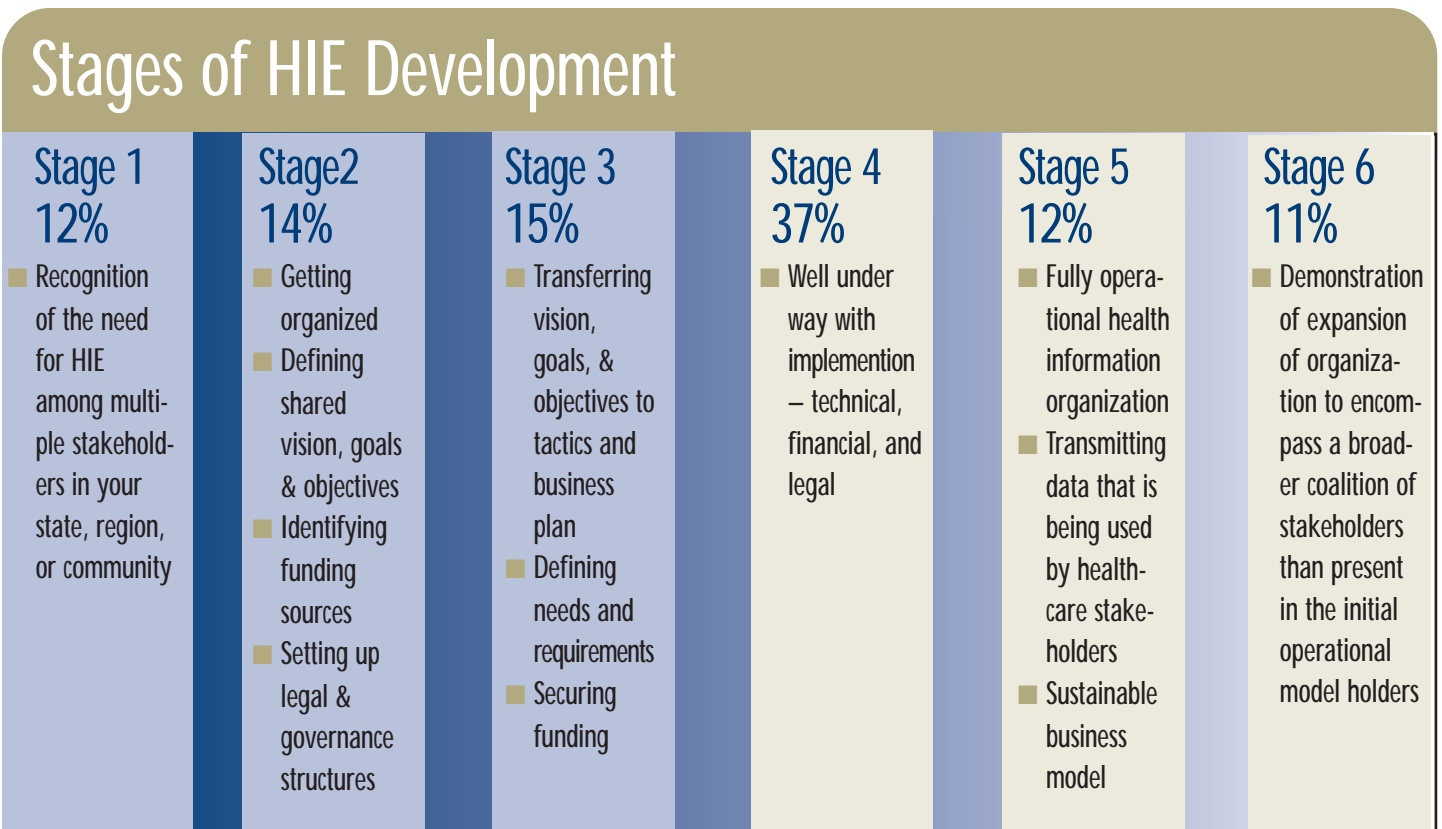 Stages of HIE Development
Stage 1
12%
Recognition
of the need
for HIE
among multi-
ple stakehold-
ers in your
state, region,
or community
Stage2
14%
Getting
organized
Defining
shared
vision, goals
& objectives
Identifying
funding
sources
Setting up
legal &
governance
structures
Stage 3
15%
Transferring
vision,
goals, &
objectives to
tactics and
business
plan
Defining
needs and
requirements
Securing
funding
Stage 4
37%
Well under
way with
implemention
– technical,
financial, and
legal
Stage 5
12%
Fully opera-
tional health
information
organization
Transmitting
data that is
being used
by health-
care stake-
holders
Sustainable
business
model
Stage 6
11%
Demonstration
of expansion
of organiza-
tion to encom-
pass a broad-
er coalition of
stakeholders
than present
in the initial
operational
model holders